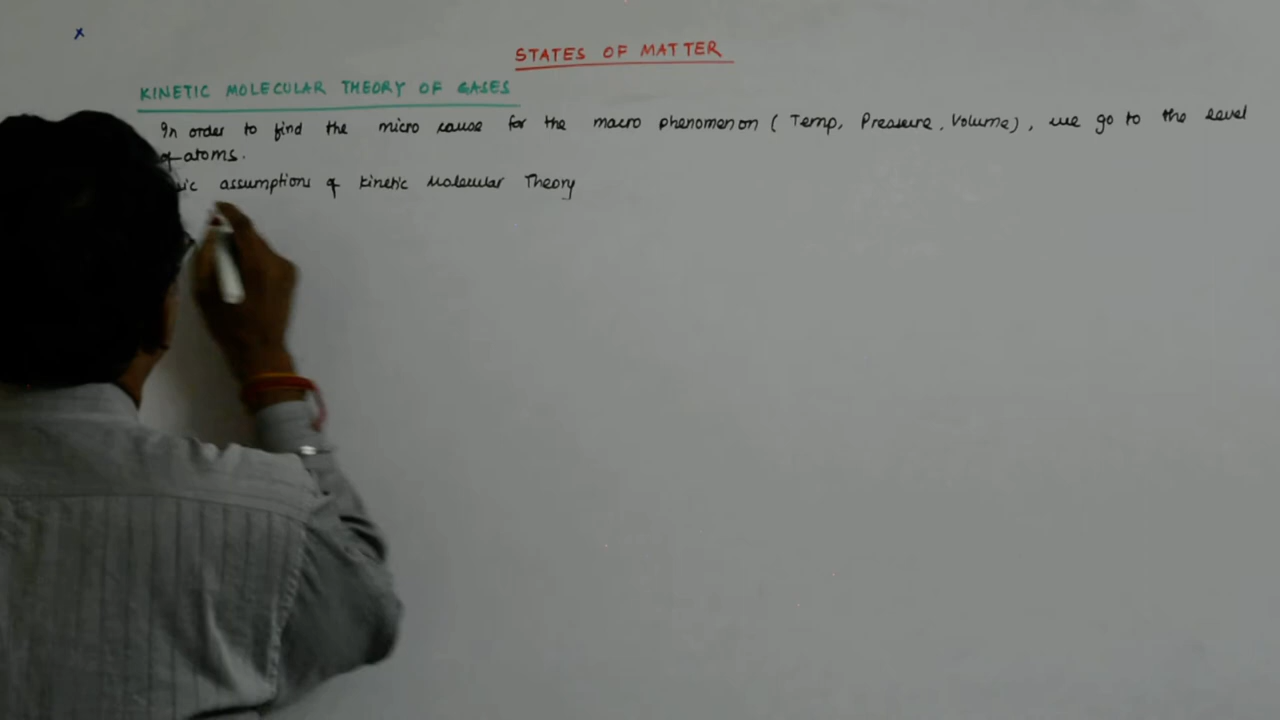 x
STATES OF MATTER
KINETIC MOLECULAR THEORY OF GASES
In order to find the micro cause for the macro phenomenon ( Temp, Pressure, Volume) , we go to the level
of atoms.
assumptions of Kinetic Molecular Theory